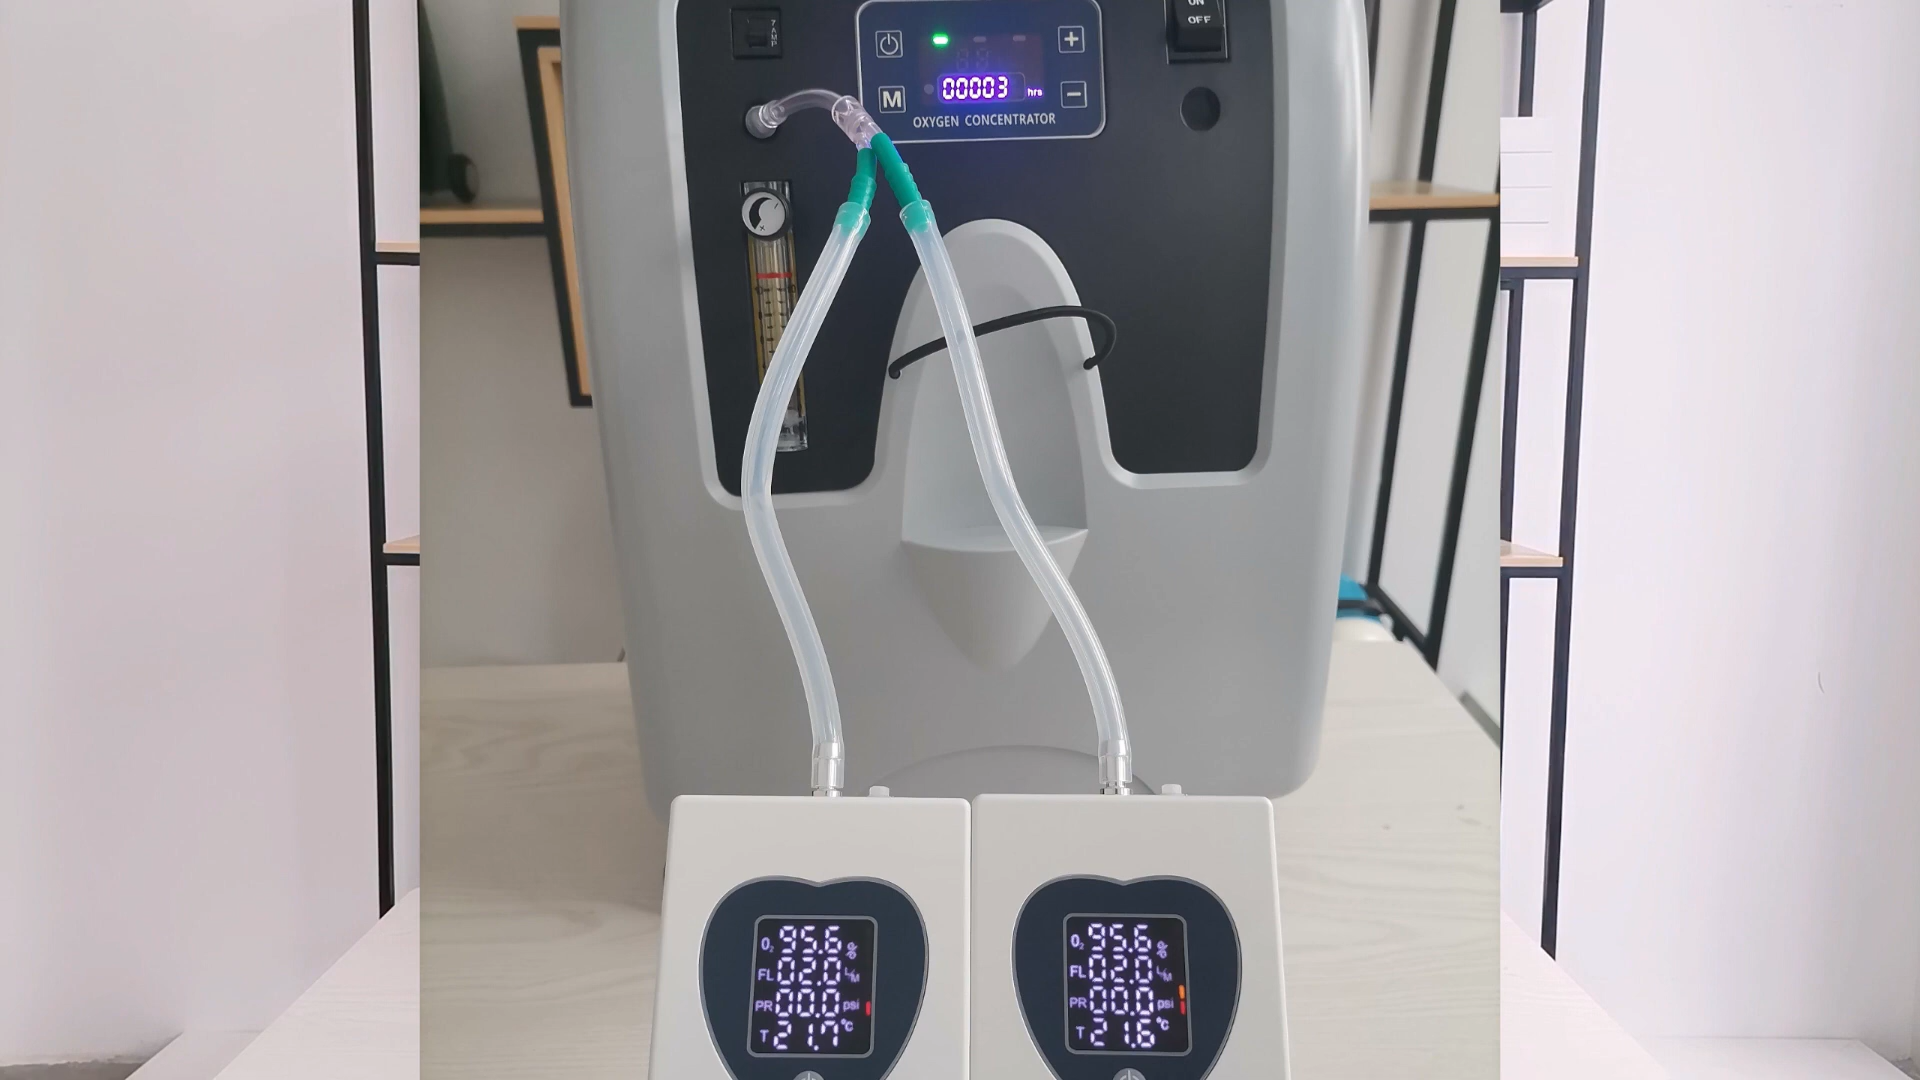 7 AMP
ON
OFF
00003 hrs
M
OXYGEN CONCENTRATOR
O₂ 95.6 %
FL 02.0 L/M
PR 00.0 psi
T 21.7 °C
O₂ 95.6 %
FL 02.0 L/M
PR 00.0 psi
T 21.6 °C